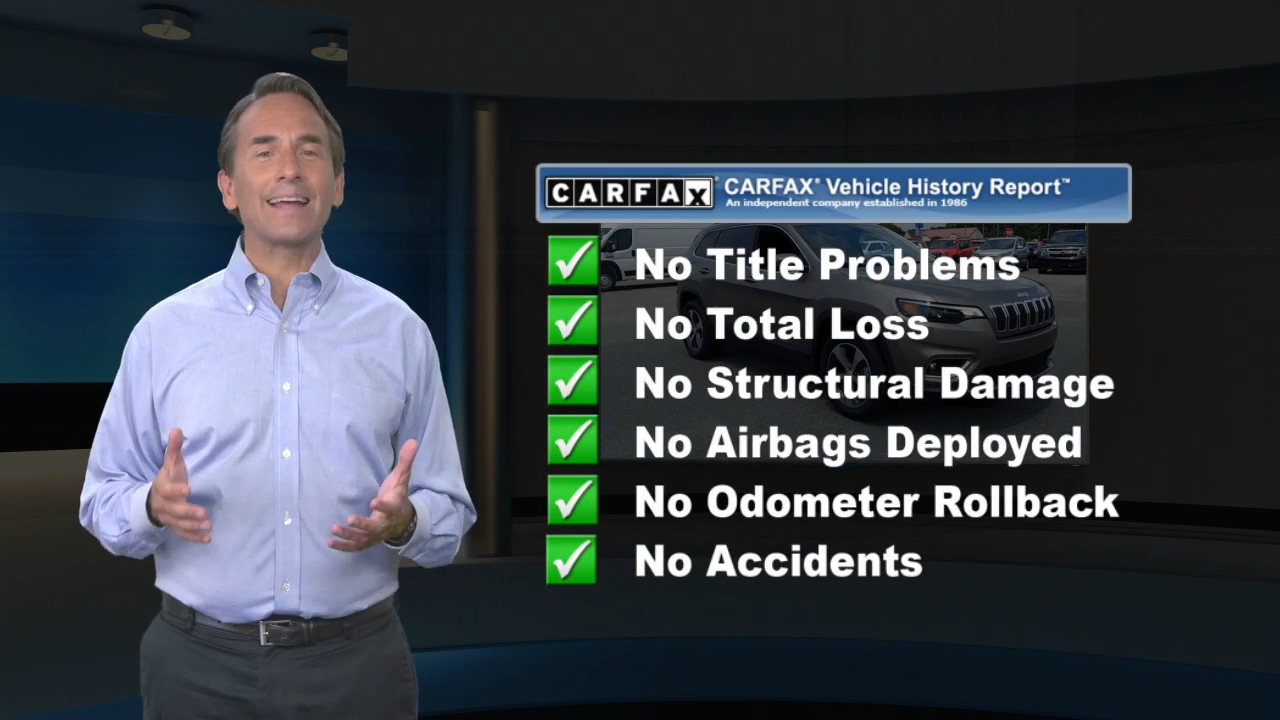 CARFAX® CARFAX® Vehicle History Report™
An independent company established in 1986
No Title Problems
No Total Loss
No Structural Damage
No Airbags Deployed
No Odometer Rollback
No Accidents
Jeep